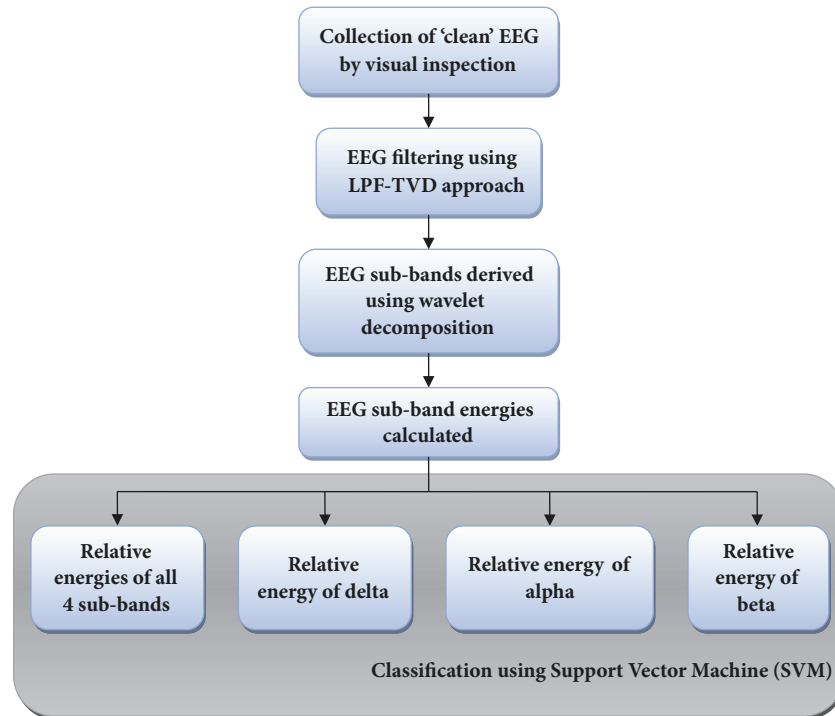 Collection of ‘clean’ EEG
by visual inspection
EEG filtering using
LPF-TVD approach
EEG sub-bands derived
using wavelet
decomposition
EEG sub-band energies
calculated
Relative
energies of all
4 sub-bands
Relative
energy of delta
Relative energy of
alpha
Relative
energy of
beta
Classification using Support Vector Machine (SVM)